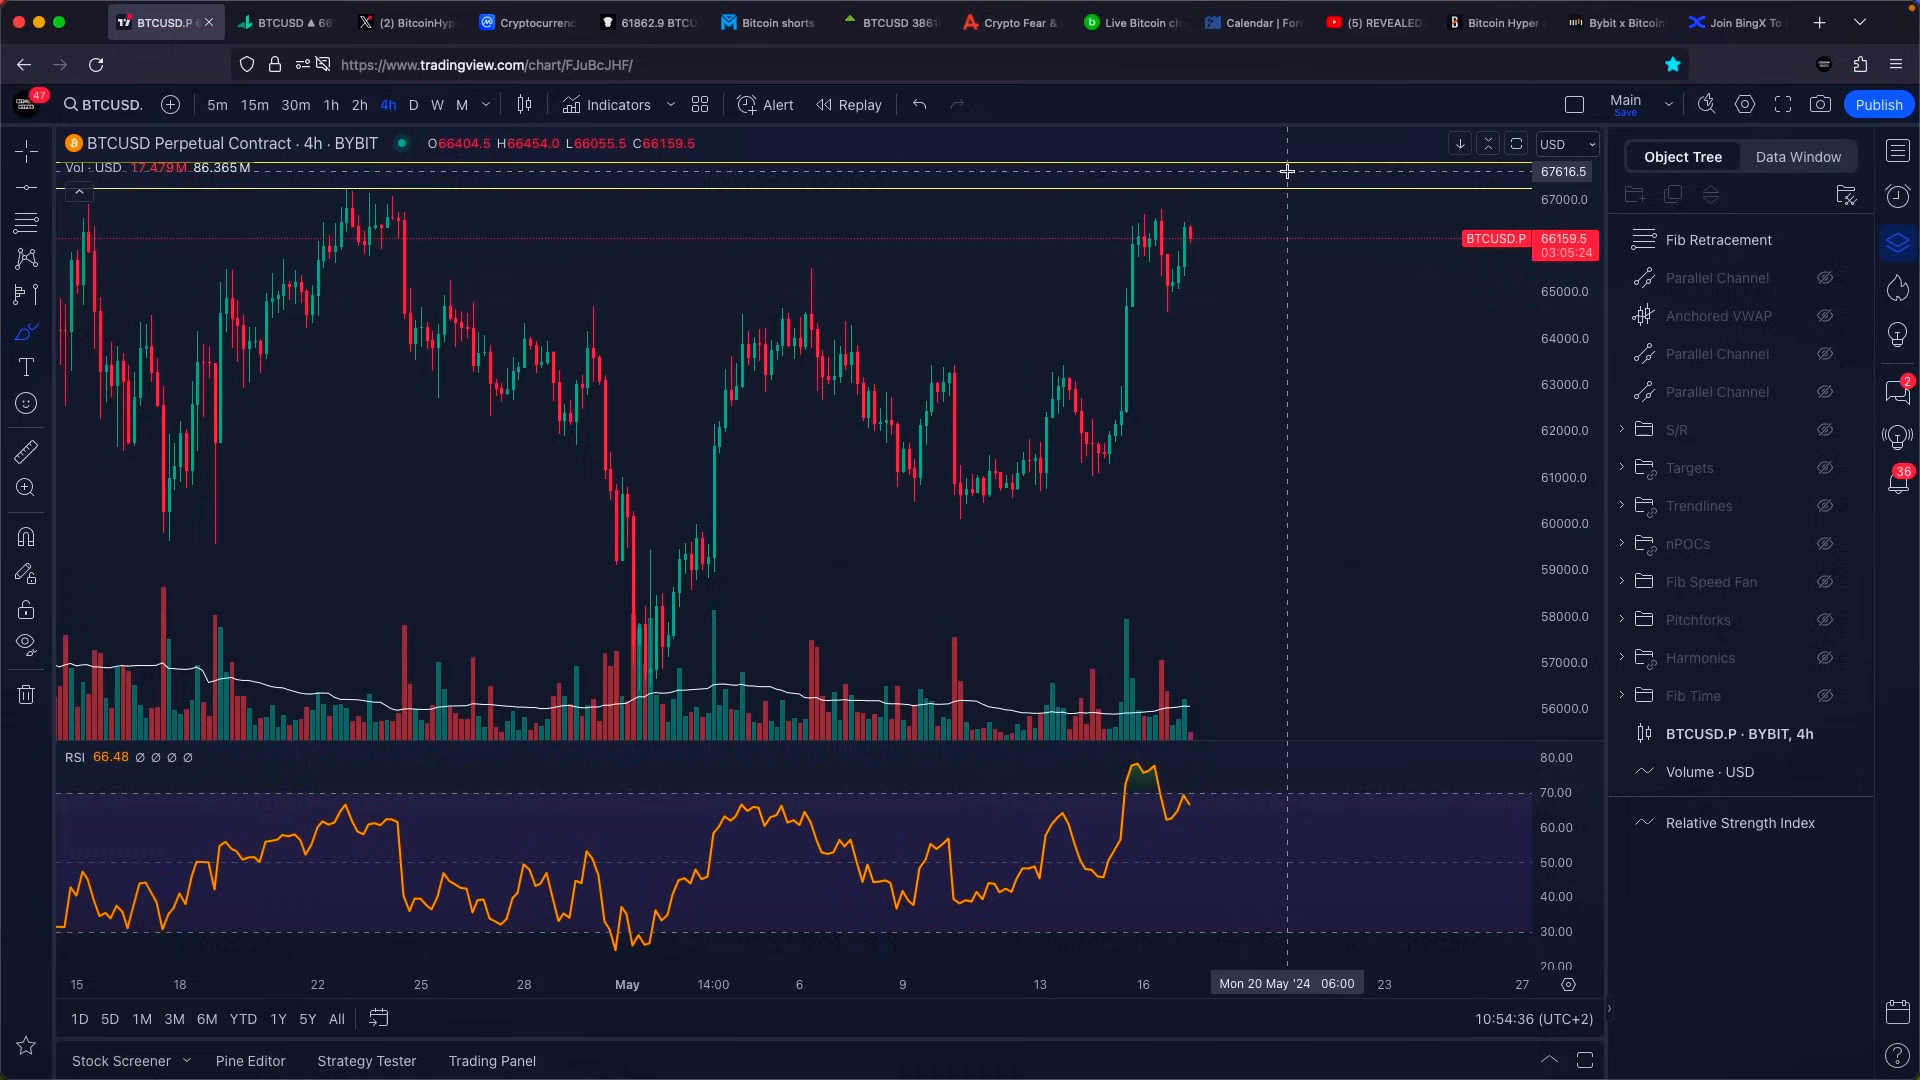 BTCUSD.P 6
BTCUSD ▲ 66
(2) BitcoinHyp
Cryptocurrenc
61862.9 BTCU
Bitcoin shorts
BTCUSD 3861
Crypto Fear &
Live Bitcoin ch
Calendar | For
(5) REVEALED
Bitcoin Hyper
Bybit x Bitcoin
Join BingX To
https://www.tradingview.com/chart/FJuBcJHF/
47
BTCUSD.
5m 15m 30m 1h 2h 4h D W M
Indicators
Alert
Replay
Main
Save
Publish
BTCUSD Perpetual Contract · 4h · BYBIT
O66404.5 H66454.0 L66055.5 C66159.5
USD
Vol · USD 17.479M 86.365M
67616.5
67000.0
BTCUSD.P 66159.5
03:05:24
65000.0
64000.0
63000.0
62000.0
61000.0
60000.0
59000.0
58000.0
57000.0
56000.0
RSI 66.48 Ø Ø Ø Ø
80.00
70.00
60.00
50.00
40.00
30.00
20.00
15 18 22 25 28 May 14:00 6 9 13 16 Mon 20 May '24 06:00 23 27
1D 5D 1M 3M 6M YTD 1Y 5Y All
10:54:36 (UTC+2)
Stock Screener
Pine Editor
Strategy Tester
Trading Panel
Object Tree
Data Window
Fib Retracement
Parallel Channel
Anchored VWAP
Parallel Channel
Parallel Channel
S/R
Targets
Trendlines
nPOCs
Fib Speed Fan
Pitchforks
Harmonics
Fib Time
BTCUSD.P · BYBIT, 4h
Volume · USD
Relative Strength Index
2
36